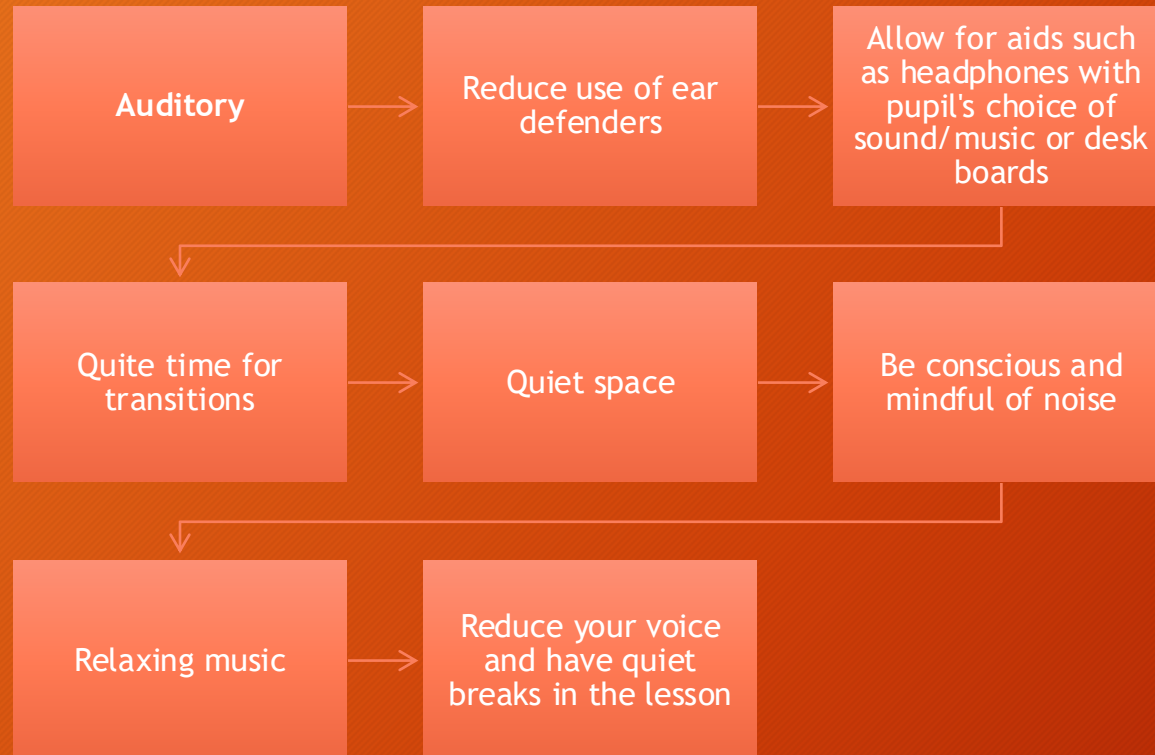 Auditory
Reduce use of ear
defenders
Allow for aids such
as headphones with
pupil's choice of
sound/music or desk
boards
Quite time for
transitions
Quiet space
Be conscious and
mindful of noise
Relaxing music
Reduce your voice
and have quiet
breaks in the lesson